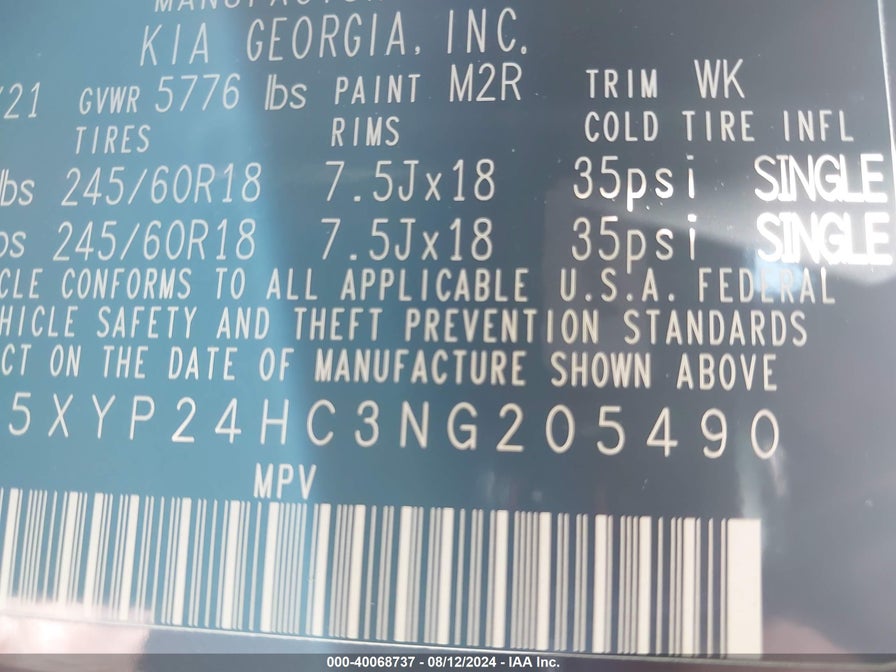 MANUFACTUR
KIA GEORGIA, INC.
/21 GVWR 5776 lbs PAINT M2R TRIM WK
TIRES RIMS COLD TIRE INFL
lbs 245/60R18 7.5Jx18 35psi SINGLE
bs 245/60R18 7.5Jx18 35psi SINGLE
CLE CONFORMS TO ALL APPLICABLE U.S.A. FEDERAL
HICLE SAFETY AND THEFT PREVENTION STANDARDS
CT ON THE DATE OF MANUFACTURE SHOWN ABOVE
5XYP24HC3NG205490
MPV
000-40068737 - 08/12/2024 - IAA Inc.